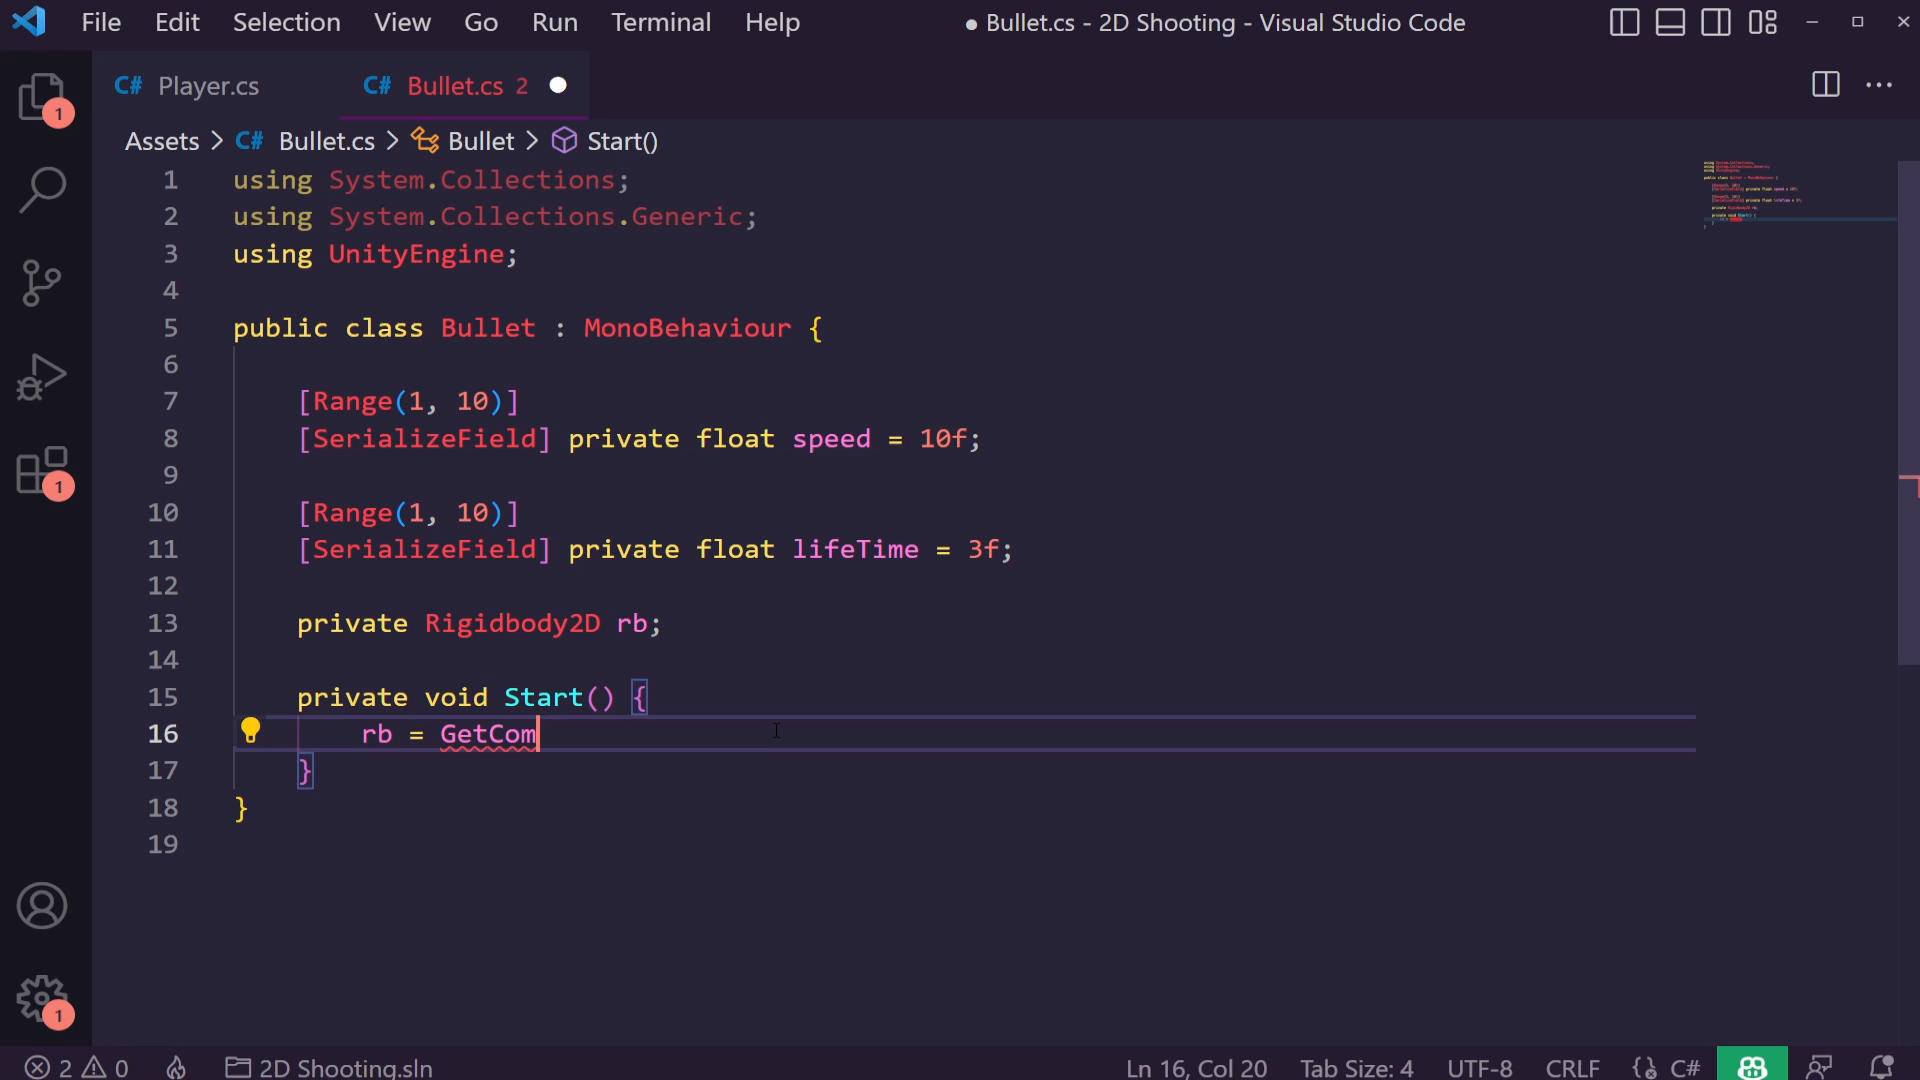 File Edit Selection View Go Run Terminal Help ● Bullet.cs - 2D Shooting - Visual Studio Code
C# Player.cs C# Bullet.cs 2 ●
Assets > C# Bullet.cs > Bullet > Start()
1 using System.Collections;
2 using System.Collections.Generic;
3 using UnityEngine;
4
5 public class Bullet : MonoBehaviour {
6
7 [Range(1, 10)]
8 [SerializeField] private float speed = 10f;
9
10 [Range(1, 10)]
11 [SerializeField] private float lifeTime = 3f;
12
13 private Rigidbody2D rb;
14
15 private void Start() {
16 rb = GetCom
17 }
18 }
19
1
1
1
2 0 2D Shooting.sln Ln 16, Col 20 Tab Size: 4 UTF-8 CRLF C#